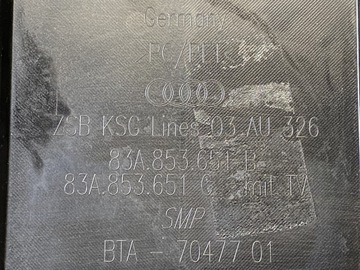 Germany
PC/PET
ZSB KSG Lines 03 AU 326
83A.853.651 B
83A.853.651 mit
SMP
BTA - 70477 01